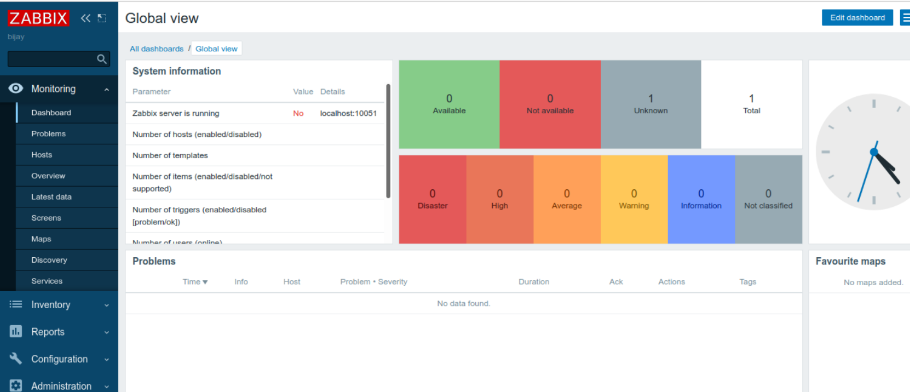 ZABBIX
bijay
Monitoring
Dashboard
Problems
Hosts
Overview
Latest data
Screens
Maps
Discovery
Services
Inventory
Reports
Configuration
Administration
Global view
Edit dashboard
All dashboards / Global view
System information
Parameter Value Details
Zabbix server is running No localhost:10051
Number of hosts (enabled/disabled)
Number of templates
Number of items (enabled/disabled/not
supported)
Number of triggers (enabled/disabled
[problem/ok])
Number of users (online)
0 Available
0 Not available
1 Unknown
1 Total
0 Disaster
0 High
0 Average
0 Warning
0 Information
0 Not classified
Problems
Time ▼ Info Host Problem • Severity Duration Ack Actions Tags
No data found.
Favourite maps
No maps added.